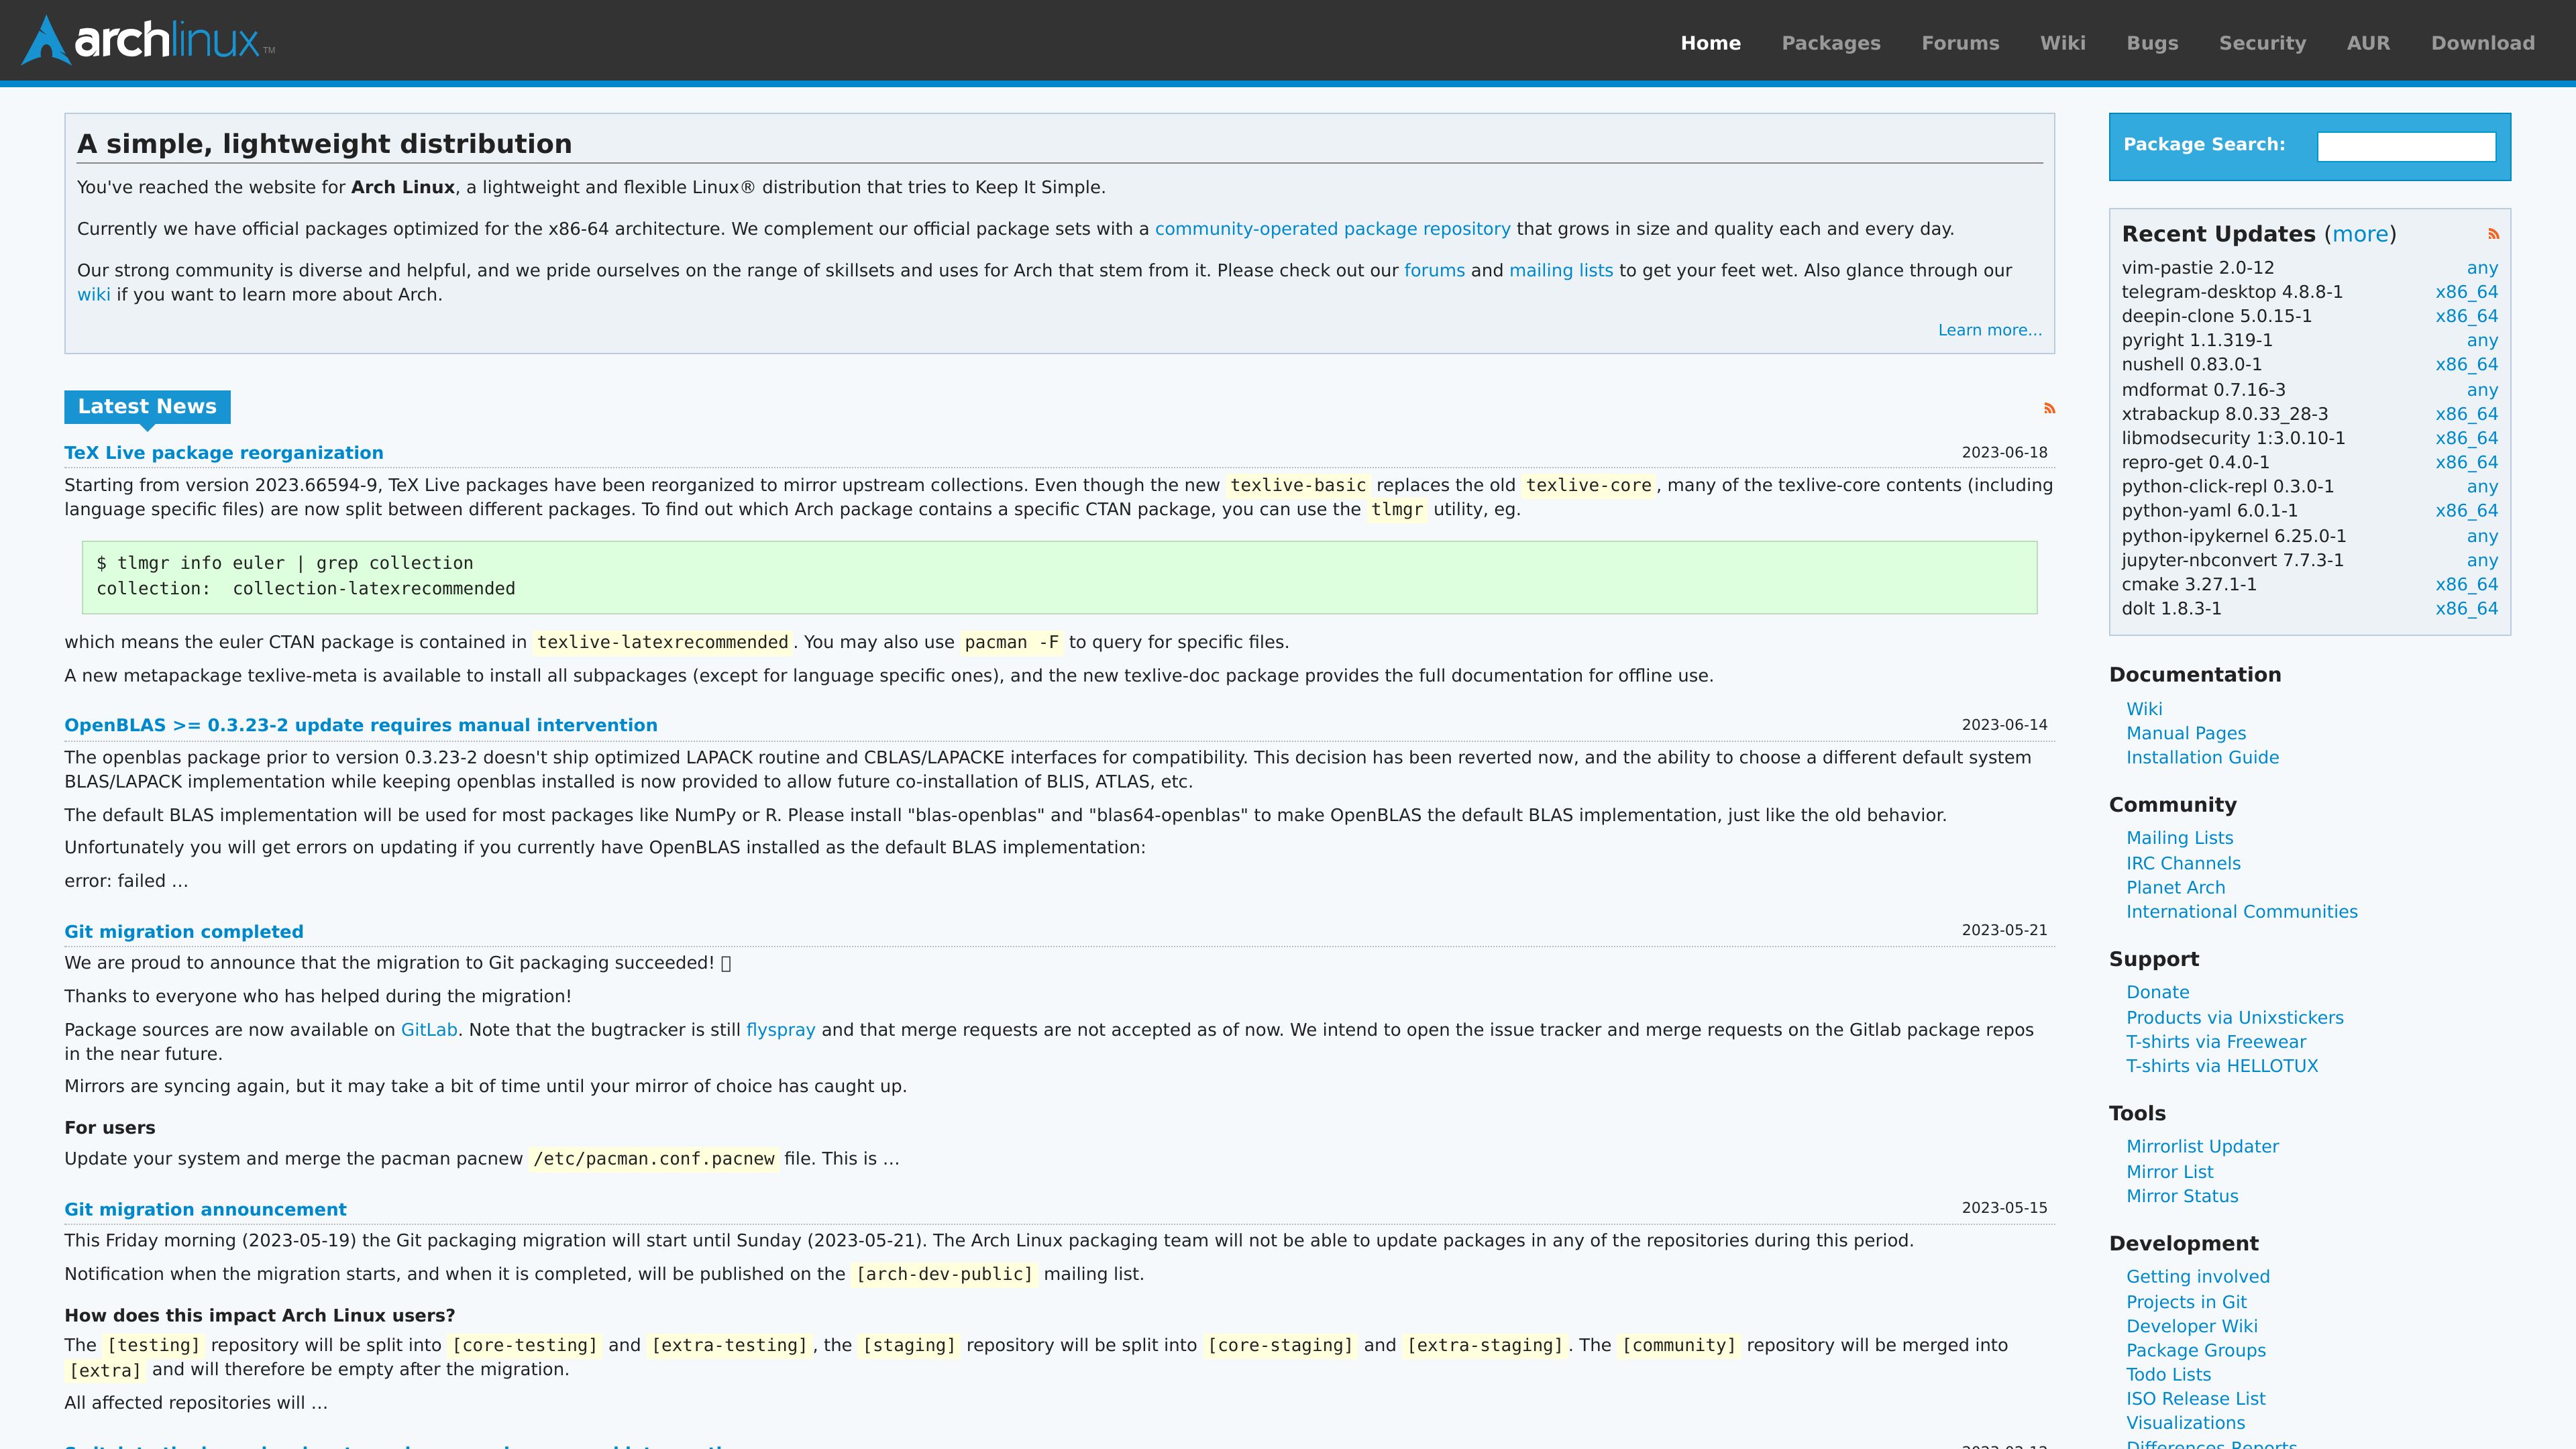 archlinux™
Home Packages Forums Wiki Bugs Security AUR Download
A simple, lightweight distribution
You've reached the website for Arch Linux, a lightweight and flexible Linux® distribution that tries to Keep It Simple.
Currently we have official packages optimized for the x86-64 architecture. We complement our official package sets with a community-operated package repository that grows in size and quality each and every day.
Our strong community is diverse and helpful, and we pride ourselves on the range of skillsets and uses for Arch that stem from it. Please check out our forums and mailing lists to get your feet wet. Also glance through our
wiki if you want to learn more about Arch.
Learn more...
Latest News
TeX Live package reorganization 2023-06-18
Starting from version 2023.66594-9, TeX Live packages have been reorganized to mirror upstream collections. Even though the new texlive-basic replaces the old texlive-core, many of the texlive-core contents (including
language specific files) are now split between different packages. To find out which Arch package contains a specific CTAN package, you can use the tlmgr utility, eg.
$ tlmgr info euler | grep collection
collection:  collection-latexrecommended
which means the euler CTAN package is contained in texlive-latexrecommended. You may also use pacman -F to query for specific files.
A new metapackage texlive-meta is available to install all subpackages (except for language specific ones), and the new texlive-doc package provides the full documentation for offline use.
OpenBLAS >= 0.3.23-2 update requires manual intervention 2023-06-14
The openblas package prior to version 0.3.23-2 doesn't ship optimized LAPACK routine and CBLAS/LAPACKE interfaces for compatibility. This decision has been reverted now, and the ability to choose a different default system
BLAS/LAPACK implementation while keeping openblas installed is now provided to allow future co-installation of BLIS, ATLAS, etc.
The default BLAS implementation will be used for most packages like NumPy or R. Please install "blas-openblas" and "blas64-openblas" to make OpenBLAS the default BLAS implementation, just like the old behavior.
Unfortunately you will get errors on updating if you currently have OpenBLAS installed as the default BLAS implementation:
error: failed …
Git migration completed 2023-05-21
We are proud to announce that the migration to Git packaging succeeded!
Thanks to everyone who has helped during the migration!
Package sources are now available on GitLab. Note that the bugtracker is still flyspray and that merge requests are not accepted as of now. We intend to open the issue tracker and merge requests on the Gitlab package repos
in the near future.
Mirrors are syncing again, but it may take a bit of time until your mirror of choice has caught up.
For users
Update your system and merge the pacman pacnew /etc/pacman.conf.pacnew file. This is …
Git migration announcement 2023-05-15
This Friday morning (2023-05-19) the Git packaging migration will start until Sunday (2023-05-21). The Arch Linux packaging team will not be able to update packages in any of the repositories during this period.
Notification when the migration starts, and when it is completed, will be published on the [arch-dev-public] mailing list.
How does this impact Arch Linux users?
The [testing] repository will be split into [core-testing] and [extra-testing], the [staging] repository will be split into [core-staging] and [extra-staging]. The [community] repository will be merged into
[extra] and will therefore be empty after the migration.
All affected repositories will …
Package Search:
Recent Updates (more)
vim-pastie 2.0-12 any
telegram-desktop 4.8.8-1 x86_64
deepin-clone 5.0.15-1 x86_64
pyright 1.1.319-1 any
nushell 0.83.0-1 x86_64
mdformat 0.7.16-3 any
xtrabackup 8.0.33_28-3 x86_64
libmodsecurity 1:3.0.10-1 x86_64
repro-get 0.4.0-1 x86_64
python-click-repl 0.3.0-1 any
python-yaml 6.0.1-1 x86_64
python-ipykernel 6.25.0-1 any
jupyter-nbconvert 7.7.3-1 any
cmake 3.27.1-1 x86_64
dolt 1.8.3-1 x86_64
Documentation
Wiki
Manual Pages
Installation Guide
Community
Mailing Lists
IRC Channels
Planet Arch
International Communities
Support
Donate
Products via Unixstickers
T-shirts via Freewear
T-shirts via HELLOTUX
Tools
Mirrorlist Updater
Mirror List
Mirror Status
Development
Getting involved
Projects in Git
Developer Wiki
Package Groups
Todo Lists
ISO Release List
Visualizations
Differences Reports